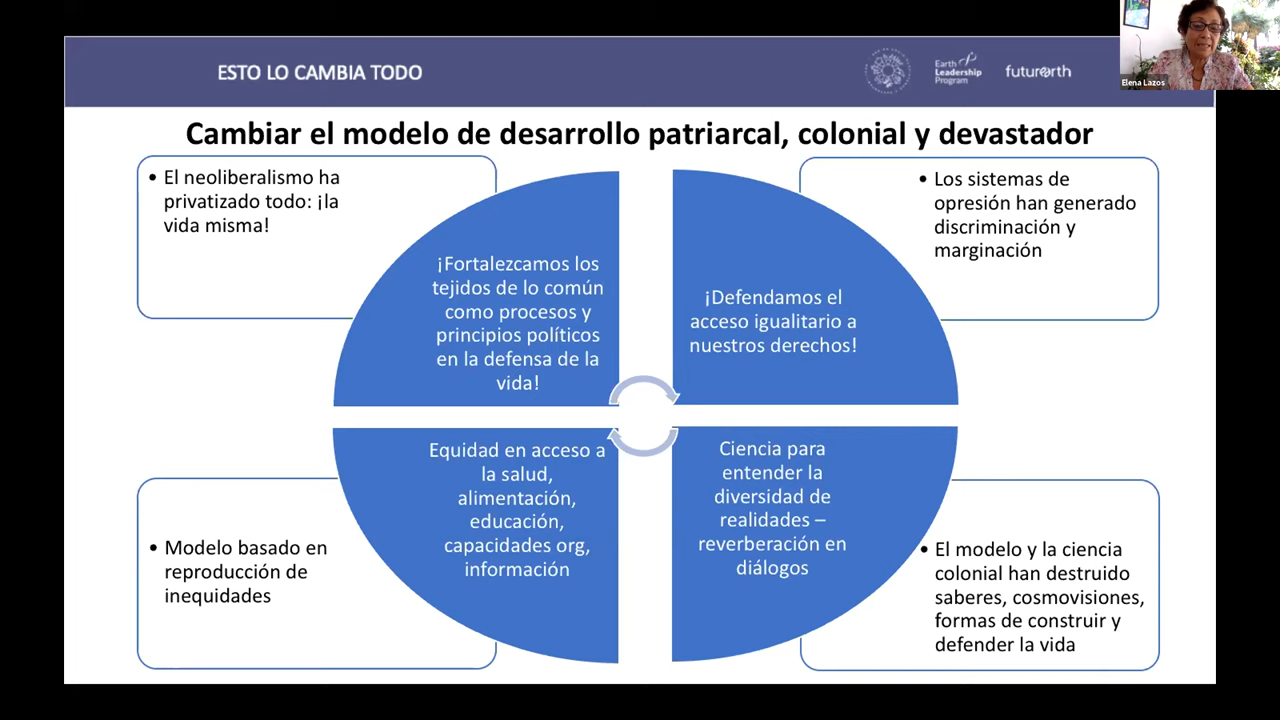 ESTO LO CAMBIA TODO
Earth
Leadership
Program
futurerth
Elena Lazos
Cambiar el modelo de desarrollo patriarcal, colonial y devastador
• El neoliberalismo ha
privatizado todo: ¡la
vida misma!
• Los sistemas de
opresión han generado
discriminación y
marginación
¡Fortalezcamos los
tejidos de lo común
como procesos y
principios políticos
en la defensa de la
vida!
¡Defendamos el
acceso igualitario a
nuestros derechos!
Equidad en acceso a
la salud,
alimentación,
educación,
capacidades org,
información
Ciencia para
entender la
diversidad de
realidades –
reverberación en
diálogos
• Modelo basado en
reproducción de
inequidades
• El modelo y la ciencia
colonial han destruido
saberes, cosmovisiones,
formas de construir y
defender la vida